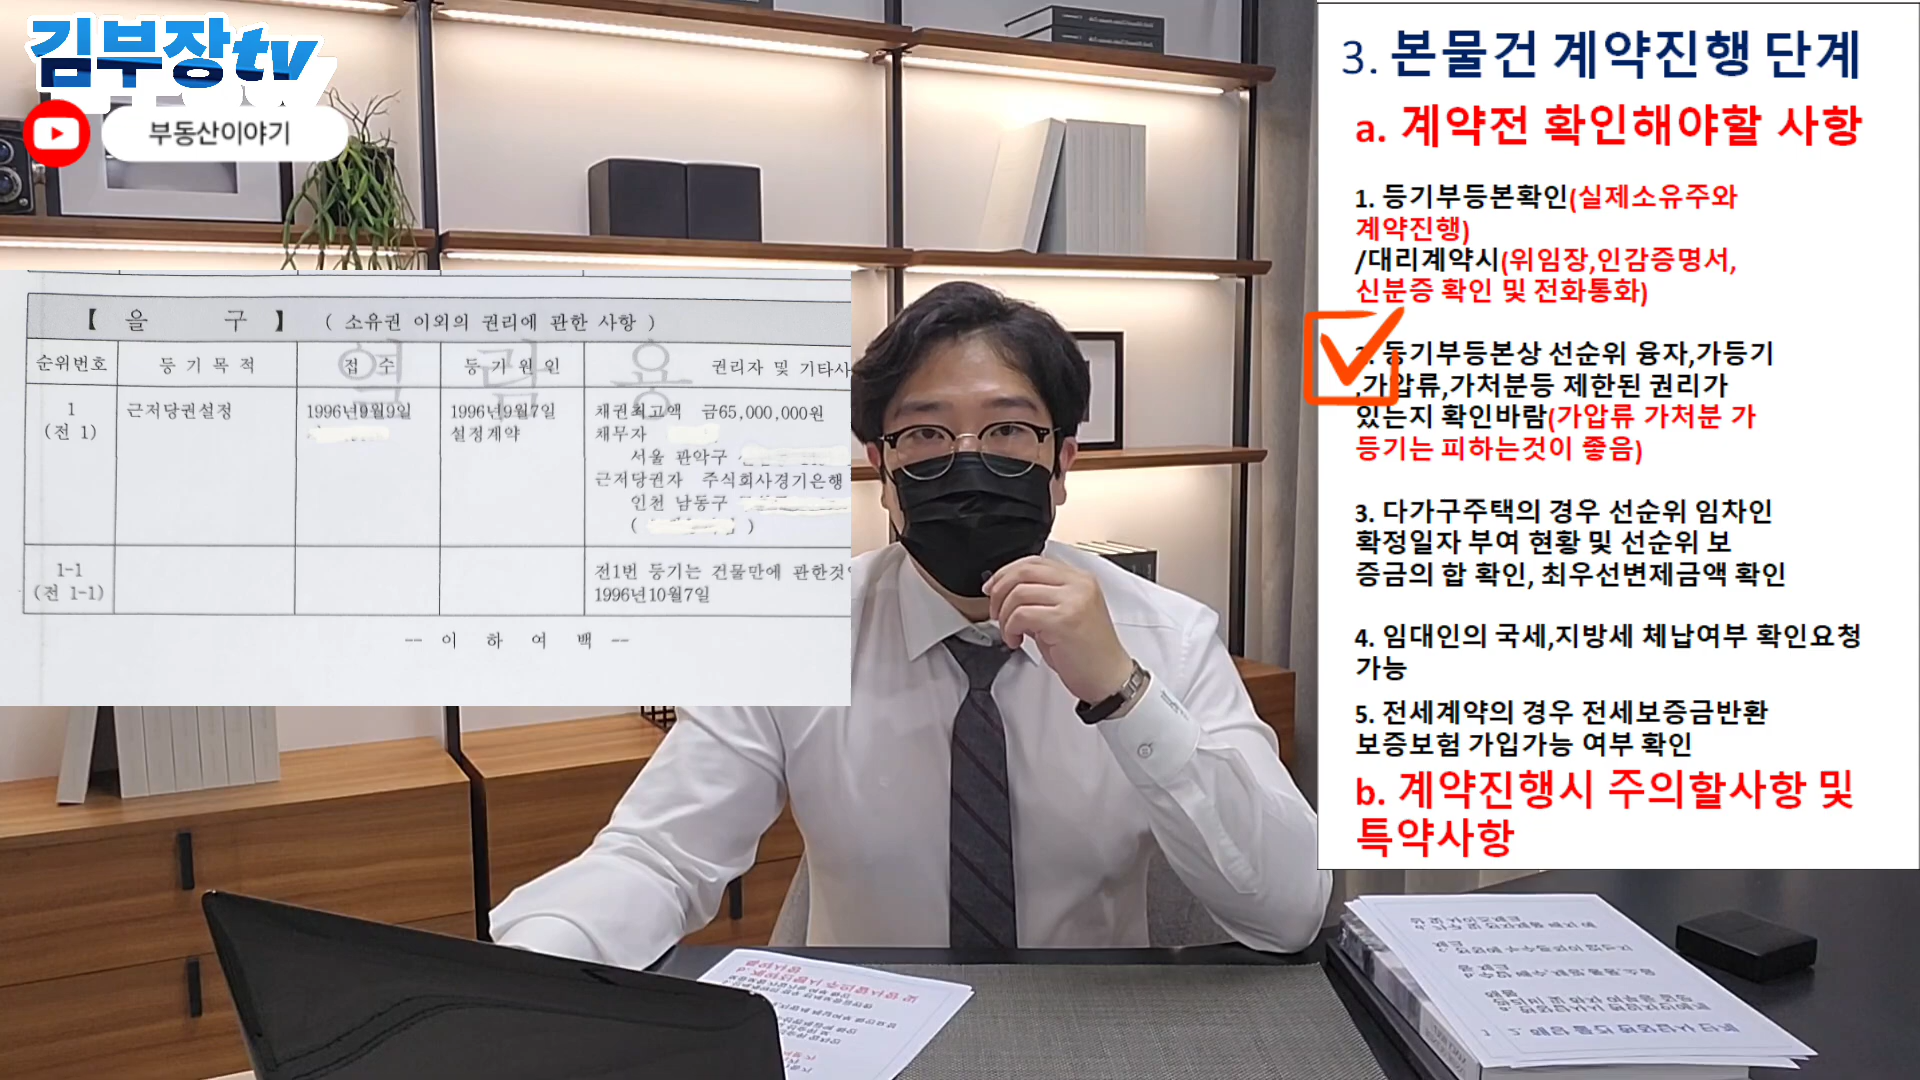 김부장tv
부동산이야기
【 을 구 】 ( 소유권 이외의 권리에 관한 사항 )
순위번호 등 기 목 적 접 수 등 기 원 인 권리자 및 기타사
열 람 용
1 근저당권설정 1996년9월9일 1996년9월7일 채권최고액 금65,000,000원
(전 1) 설정계약 채무자
서울 관악구
근저당권자 주식회사경기은행
인천 남동구
( )
1-1 전1번 등기는 건물만에 관한것
(전 1-1) 1996년10월7일
-- 이 하 여 백 --
3. 본물건 계약진행 단계
a. 계약전 확인해야할 사항
1. 등기부등본확인(실제소유주와
계약진행)
/대리계약시(위임장,인감증명서,
신분증 확인 및 전화통화)
등기부등본상 선순위 융자,가등기
,가압류,가처분등 제한된 권리가
있는지 확인바람(가압류 가처분 가
등기는 피하는것이 좋음)
3. 다가구주택의 경우 선순위 임차인
확정일자 부여 현황 및 선순위 보
증금의 합 확인, 최우선변제금액 확인
4. 임대인의 국세,지방세 체납여부 확인요청
가능
5. 전세계약의 경우 전세보증금반환
보증보험 가입가능 여부 확인
b. 계약진행시 주의할사항 및
특약사항